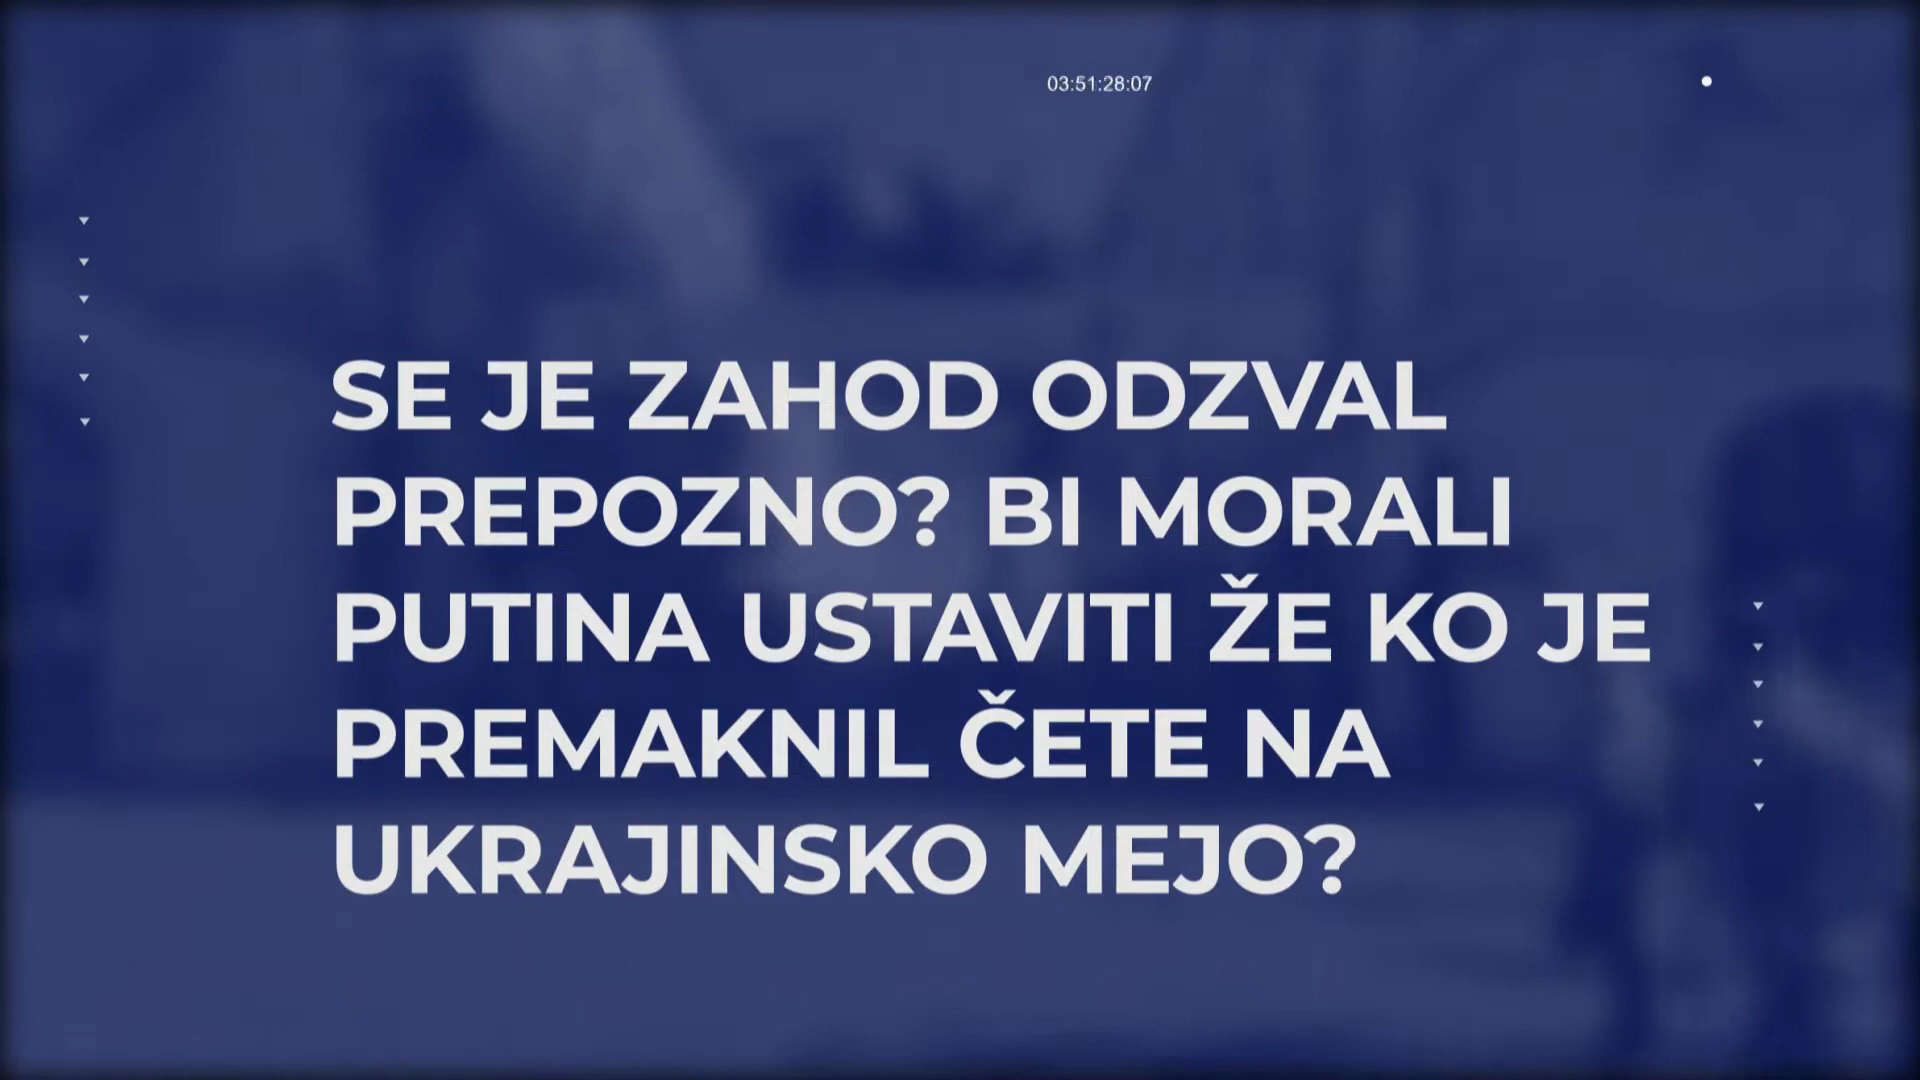 03:51:28:07
SE JE ZAHOD ODZVAL
PREPOZNO? BI MORALI
PUTINA USTAVITI ŽE KO JE
PREMAKNIL ČETE NA
UKRAJINSKO MEJO?